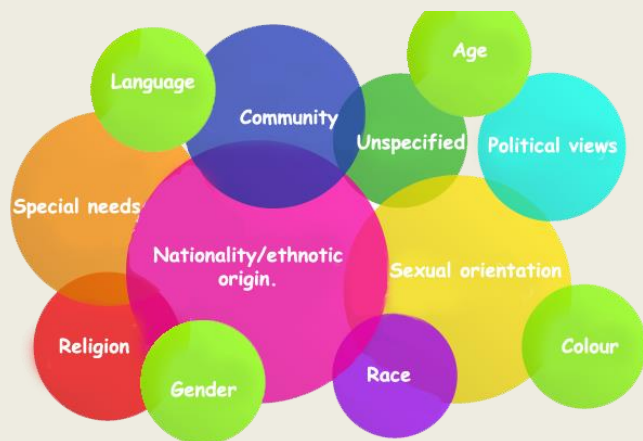 Age
Language
Community
Unspecified
Political views
Special needs
Nationality/ethnotic
origin.
Sexual orientation
Religion
Gender
Race
Colour